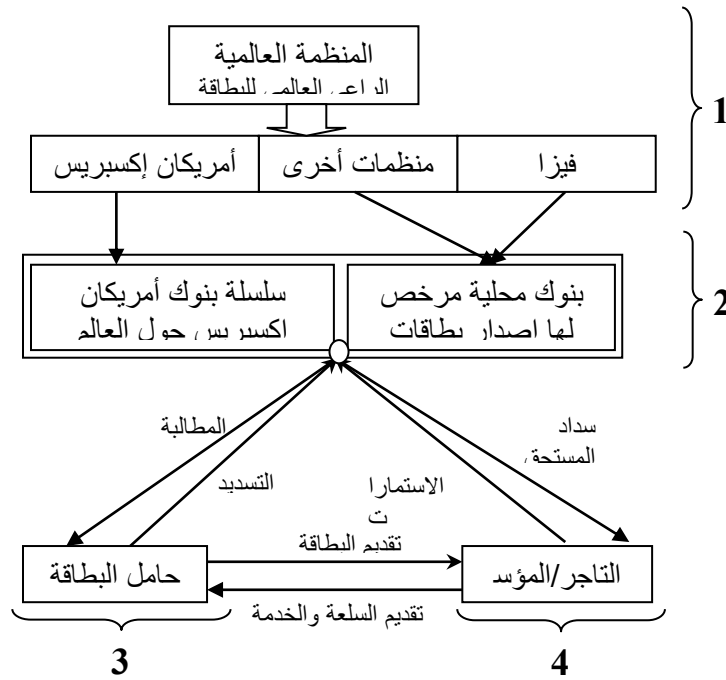 المنظمة العالمية
الراعي العالمي للبطاقة
1
فيزا
منظمات أخرى
أمريكان إكسبريس
بنوك محلية مرخص
لها اصدار بطاقات
سلسلة بنوك أمريكان
اكسبريس حول العالم
2
المطالبة
سداد
المستحق
التسديد
الاستمارا
ت
تقديم البطاقة
التاجر/المؤس
حامل البطاقة
تقديم السلعة والخدمة
4
3